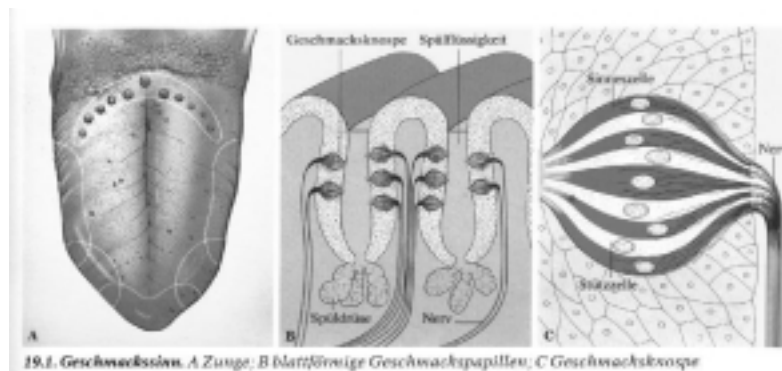 Geschmacksknospe Spülflüssigkeit
Sinneszelle
Nerv
Stützzelle
Spüldrüse Nerv
A B C
19.1. Geschmackssinn. A Zunge; B blattförmige Geschmackspapillen; C Geschmacksknospe